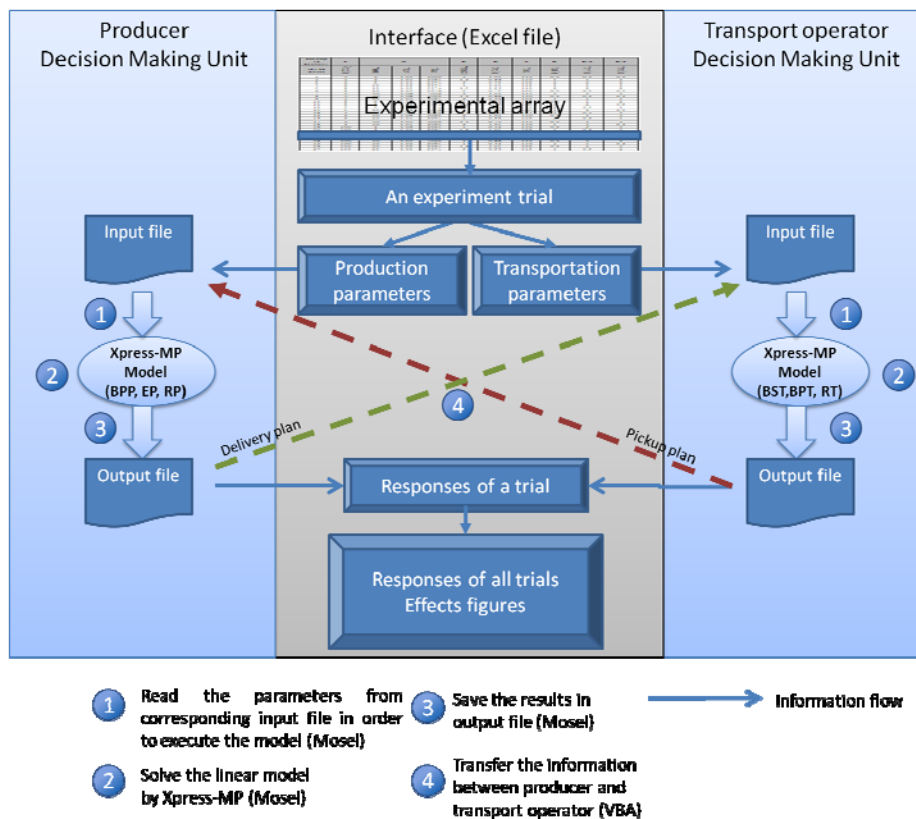 Producer
Decision Making Unit
Interface (Excel file)
Transport operator
Decision Making Unit
Experimental array
An experiment trial
Input file
Production
parameters
Transportation
parameters
Input file
1
1
Xpress-MP
Model
(BPP, EP, RP)
2
Xpress-MP
Model
(BST,BPT, RT)
2
4
3
3
Delivery plan
Pickup plan
Output file
Responses of a trial
Output file
Responses of all trials
Effects figures
1
Read the parameters from
corresponding input file in order
to execute the model (Mosel)
2
Solve the linear model
by Xpress-MP (Mosel)
3
Save the results in
output file (Mosel)
4
Transfer the information
between producer and
transport operator (VBA)
Information flow